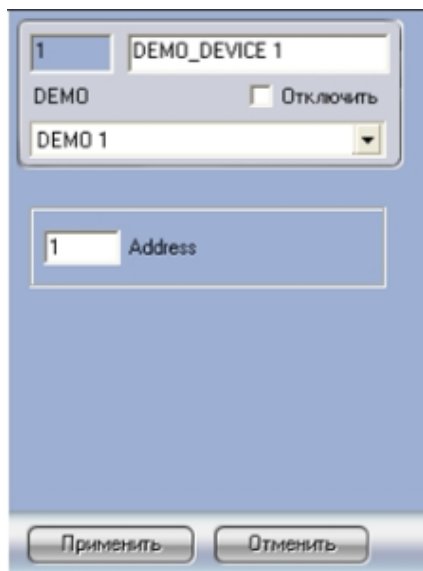 1 DEMO_DEVICE 1
DEMO Отключить
DEMO 1
1 Address
Применить Отменить